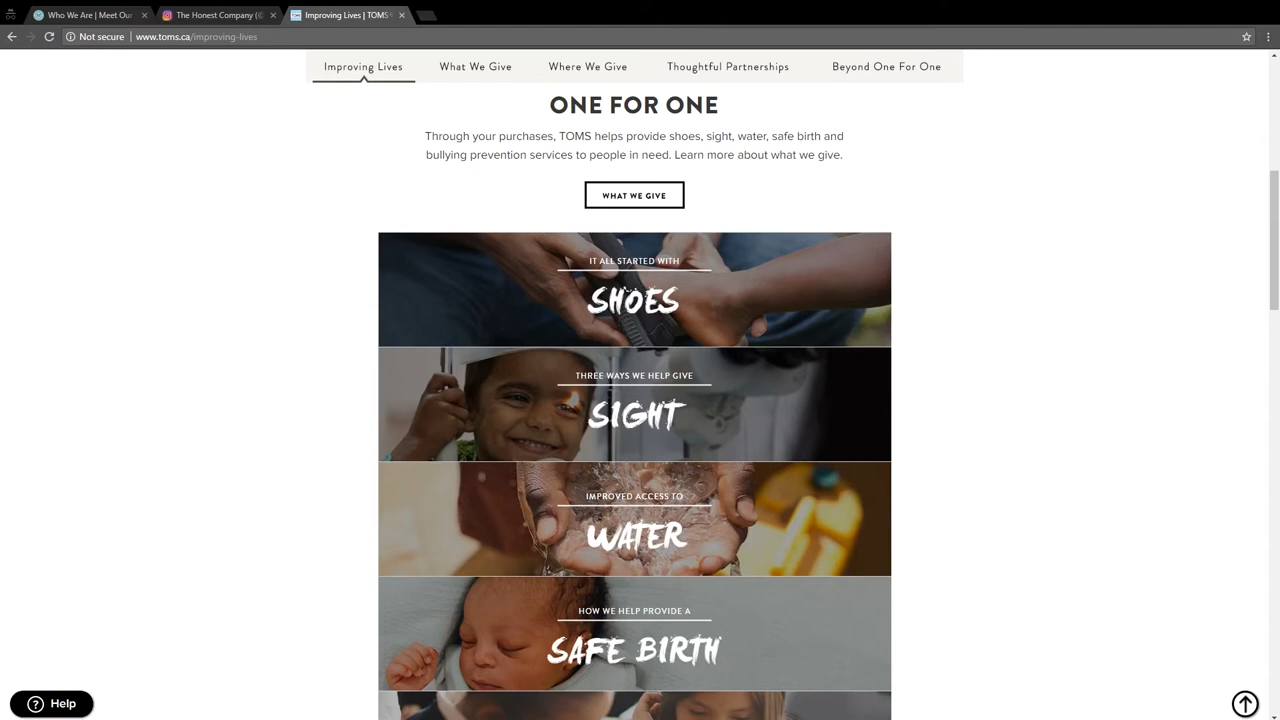 Who We Are | Meet Our
The Honest Company (@
Improving Lives | TOMS®
Not secure | www.toms.ca/improving-lives
Improving Lives
What We Give
Where We Give
Thoughtful Partnerships
Beyond One For One
ONE FOR ONE
Through your purchases, TOMS helps provide shoes, sight, water, safe birth and
bullying prevention services to people in need. Learn more about what we give.
WHAT WE GIVE
IT ALL STARTED WITH
SHOES
THREE WAYS WE HELP GIVE
SIGHT
IMPROVED ACCESS TO
WATER
HOW WE HELP PROVIDE A
SAFE BIRTH
? Help